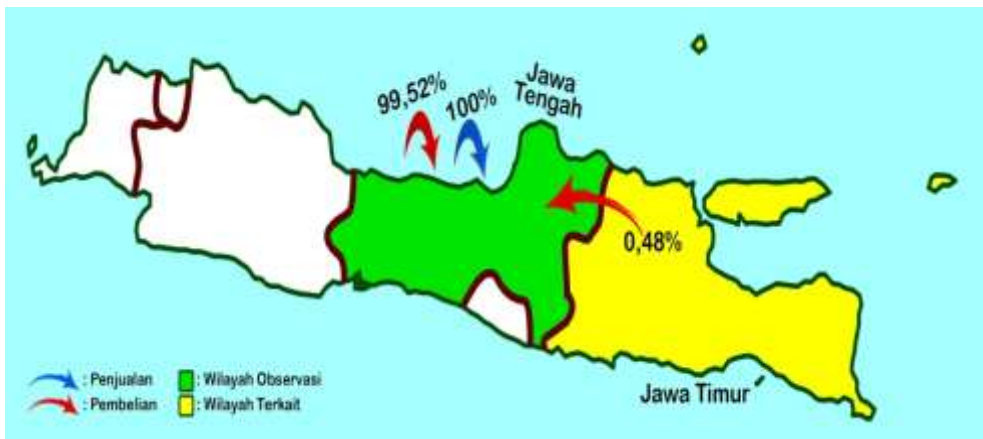 Jawa
Tengah
99,52%
100%
0,48%
Jawa Timur
: Penjualan
: Wilayah Observasi
: Pembelian
: Wilayah Terkait